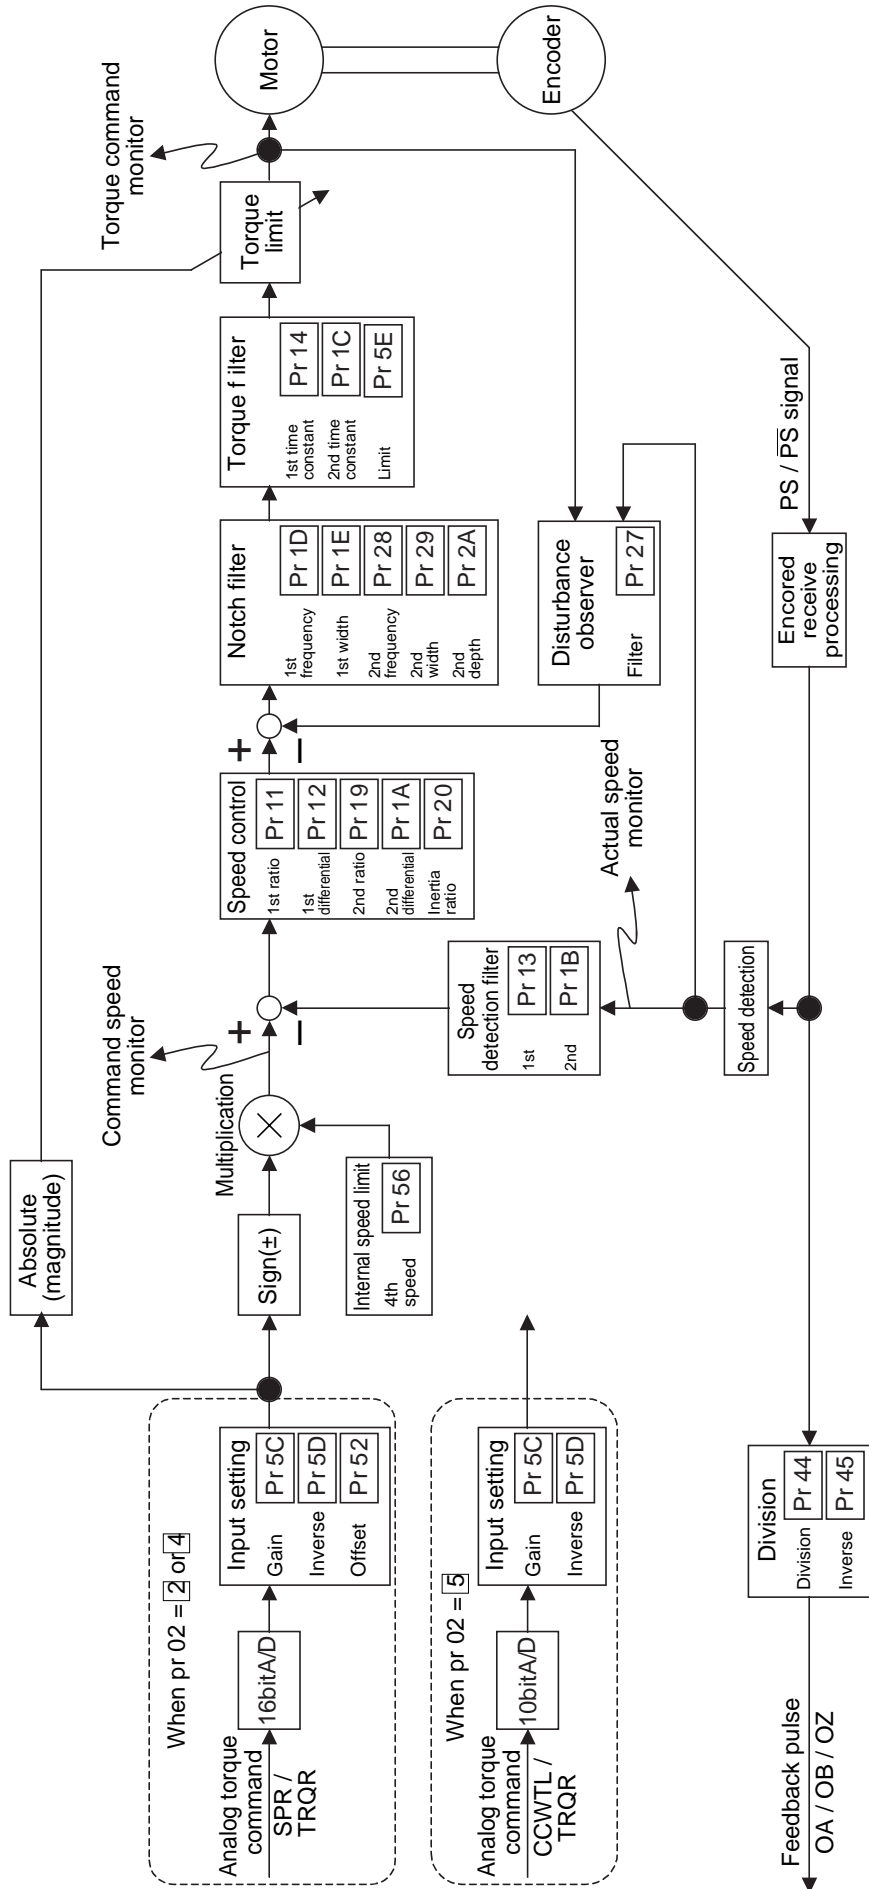 When pr 02 = 2 or 4
Analog torque
command
SPR /
TRQR
16bitA/D
Input setting
Gain
Pr 5C
Inverse
Pr 5D
Offset
Pr 52
Absolute
(magnitude)
Sign(±)
Multiplication
Internal speed limit
4th
speed
Pr 56
Command speed
monitor
+
−
Speed control
1st ratio
Pr 11
1st
differential
Pr 12
2nd ratio
Pr 19
2nd
differential
Pr 1A
Inertia
ratio
Pr 20
+
−
Notch filter
1st
frequency
Pr 1D
1st width
Pr 1E
2nd
frequency
Pr 28
2nd
width
Pr 29
2nd
depth
Pr 2A
Torque f ilter
1st time
constant
Pr 14
2nd time
constant
Pr 1C
Limit
Pr 5E
Torque
limit
Torque command
monitor
Motor
Encoder
When pr 02 = 5
Analog torque
command
CCWTL /
TRQR
10bitA/D
Input setting
Gain
Pr 5C
Inverse
Pr 5D
Speed
detection filter
1st
Pr 13
2nd
Pr 1B
Actual speed
monitor
Disturbance
observer
Filter
Pr 27
Speed detection
PS / P̅S̅ signal
Encored
receive
processing
Division
Division
Pr 44
Inverse
Pr 45
Feedback pulse
OA / OB / OZ